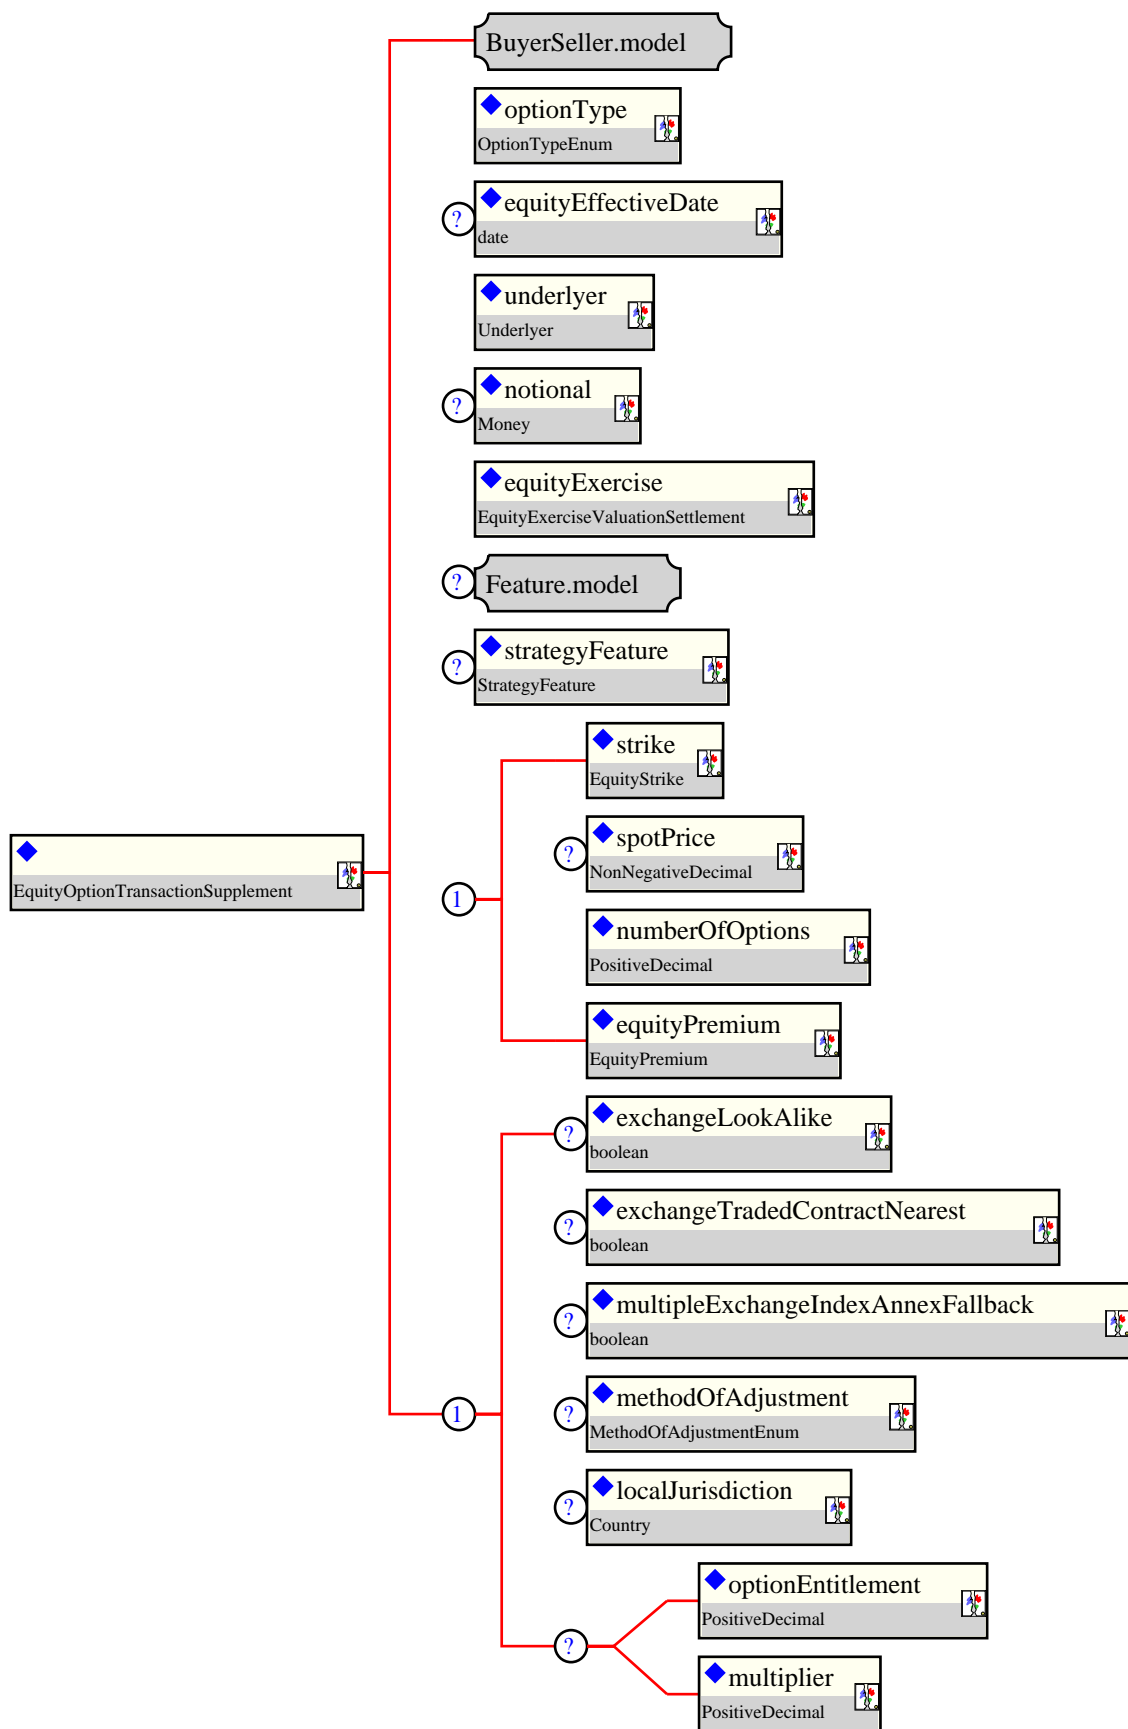 BuyerSeller.model
optionType
OptionTypeEnum
?
equityEffectiveDate
date
underlyer
Underlyer
?
notional
Money
equityExercise
EquityExerciseValuationSettlement
?
Feature.model
?
strategyFeature
StrategyFeature
strike
EquityStrike
EquityOptionTransactionSupplement
1
?
spotPrice
NonNegativeDecimal
numberOfOptions
PositiveDecimal
equityPremium
EquityPremium
?
exchangeLookAlike
boolean
?
exchangeTradedContractNearest
boolean
?
multipleExchangeIndexAnnexFallback
boolean
1
?
methodOfAdjustment
MethodOfAdjustmentEnum
?
localJurisdiction
Country
?
optionEntitlement
PositiveDecimal
multiplier
PositiveDecimal